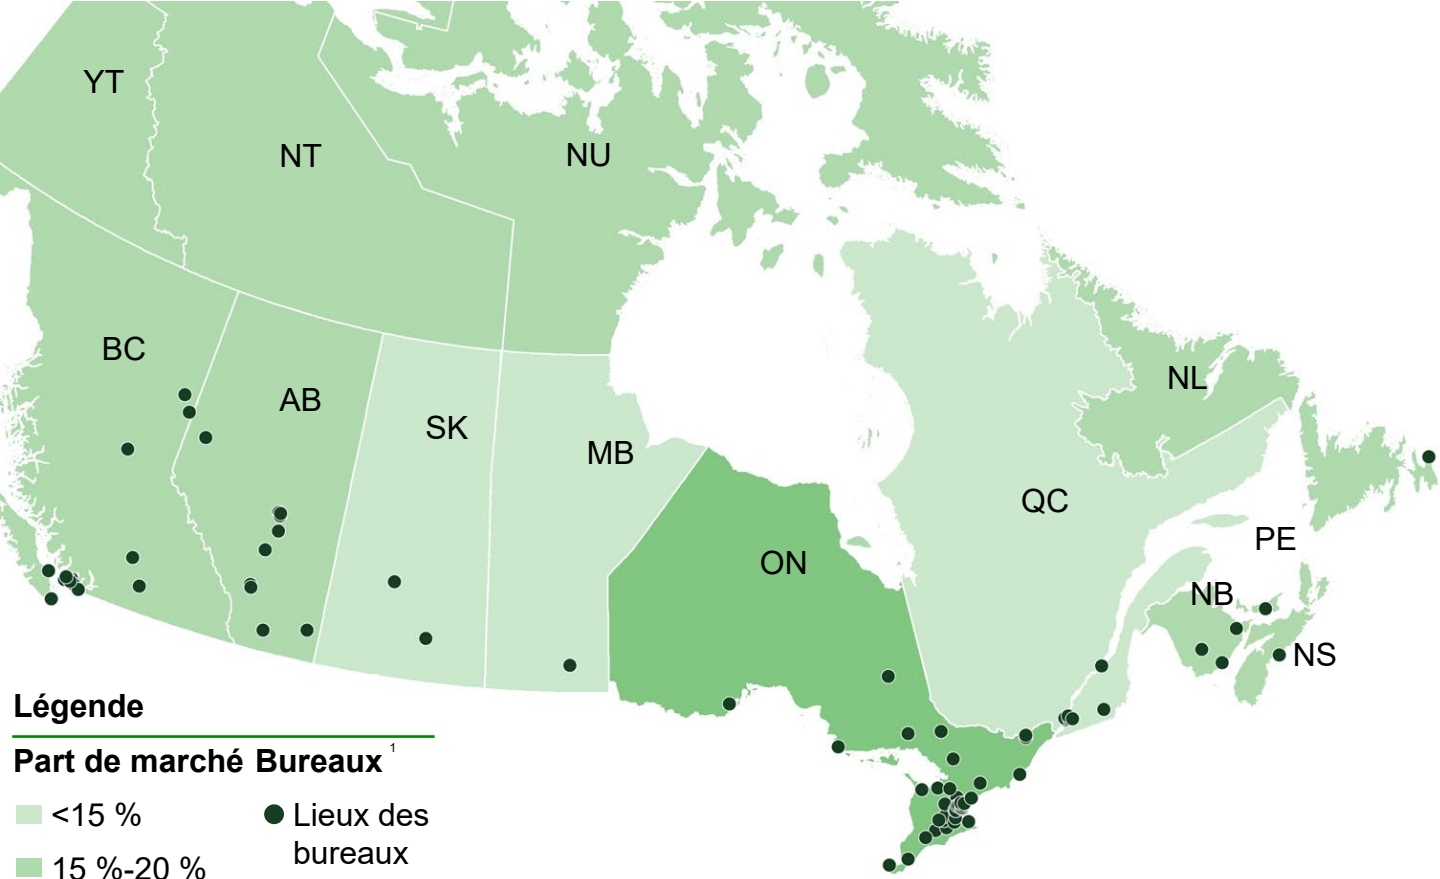 YT
NT
NU
BC
AB
SK
MB
NL
QC
ON
PE
NB
NS
Légende
Part de marché Bureaux 1
<15 % Lieux des
bureaux
15 %-20 %